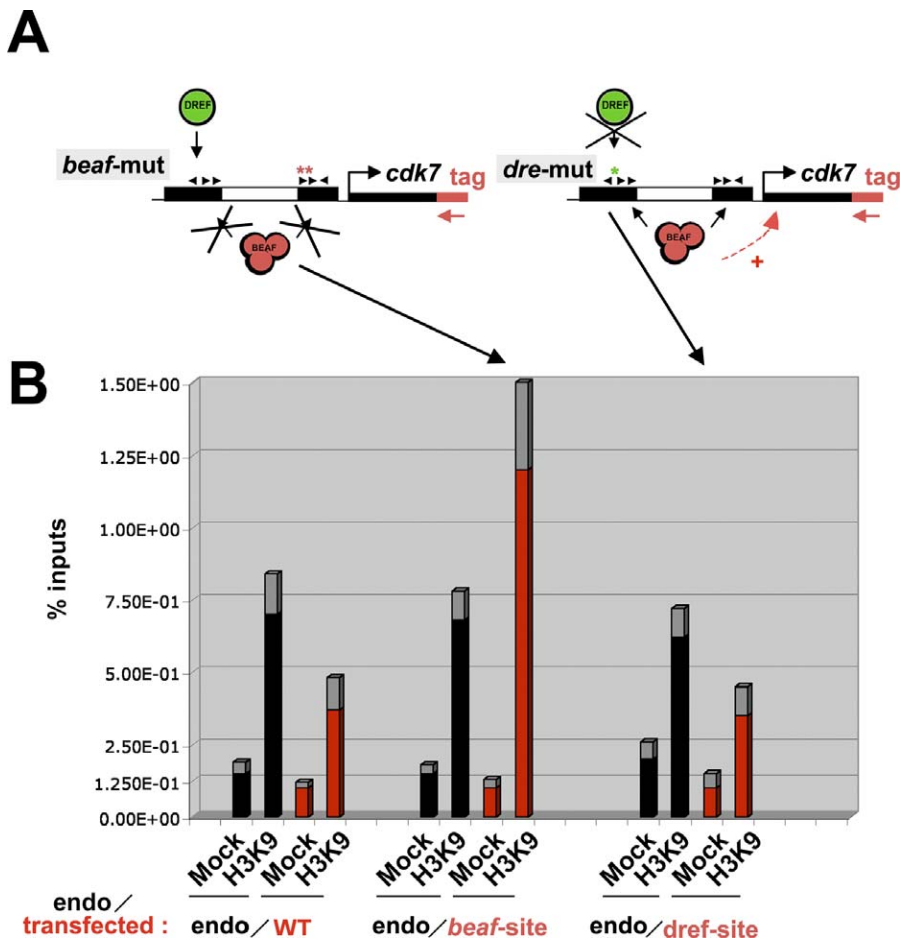 A
DREF
DREF
beaf-mut
**
cdk7
tag
dre-mut
*
cdk7
tag
BEAF
BEAF
+
B
1.50E+00
1.25E+00
1.00E+00
7.50E-01
5.00E-01
2.50E-01
1.250E-01
0.00E+00
% inputs
Mock H3K9 Mock H3K9 Mock H3K9 Mock H3K9 Mock H3K9 Mock H3K9
endo/
transfected :
endo/WT endo/beaf-site endo/dref-site